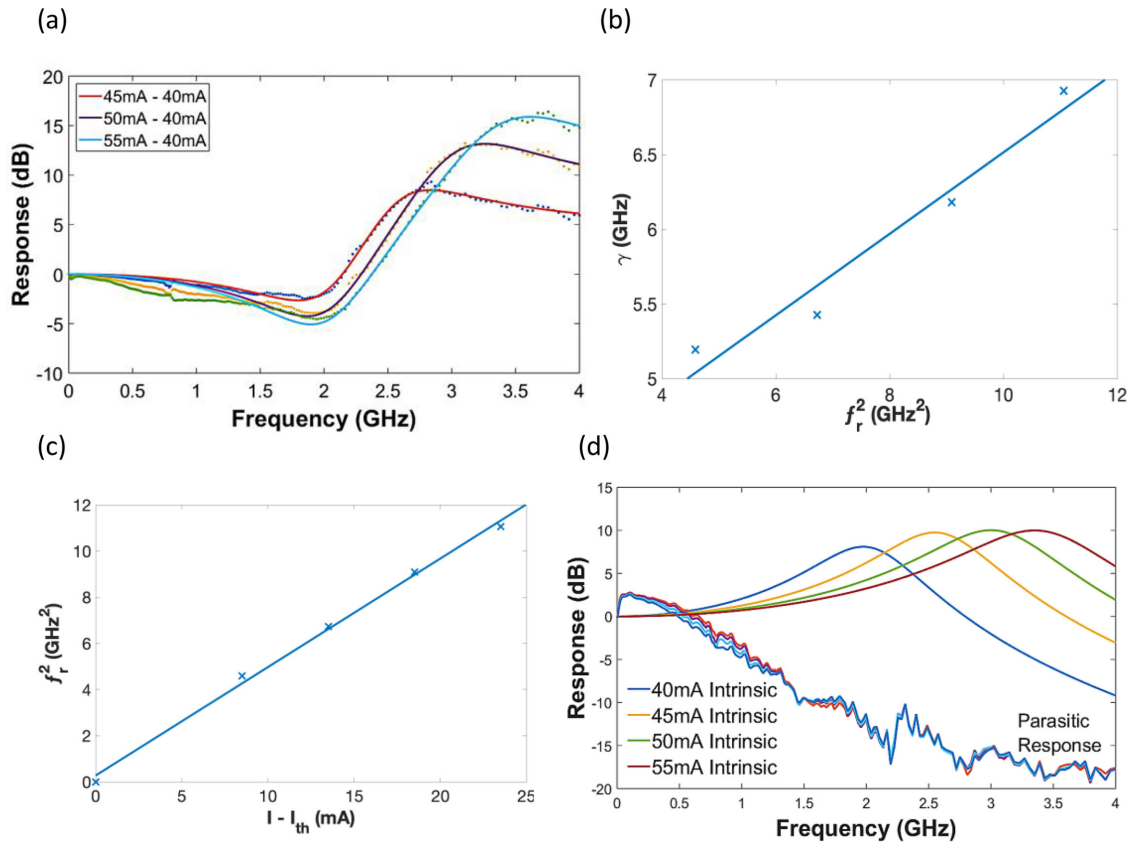 (a)
20
15
10
5
0
-5
-10
0
0.5
1
1.5
2
2.5
3
3.5
4
Response (dB)
Frequency (GHz)
45mA - 40mA
50mA - 40mA
55mA - 40mA
(b)
7
6.5
6
5.5
5
4
6
8
10
12
γ (GHz)
f_r^2 (GHz^2)
(c)
12
10
8
6
4
2
0
0
5
10
15
20
25
f_r^2 (GHz^2)
I - I_th (mA)
(d)
15
10
5
0
-5
-10
-15
-20
0
0.5
1
1.5
2
2.5
3
3.5
4
Response (dB)
Frequency (GHz)
40mA Intrinsic
45mA Intrinsic
50mA Intrinsic
55mA Intrinsic
Parasitic
Response